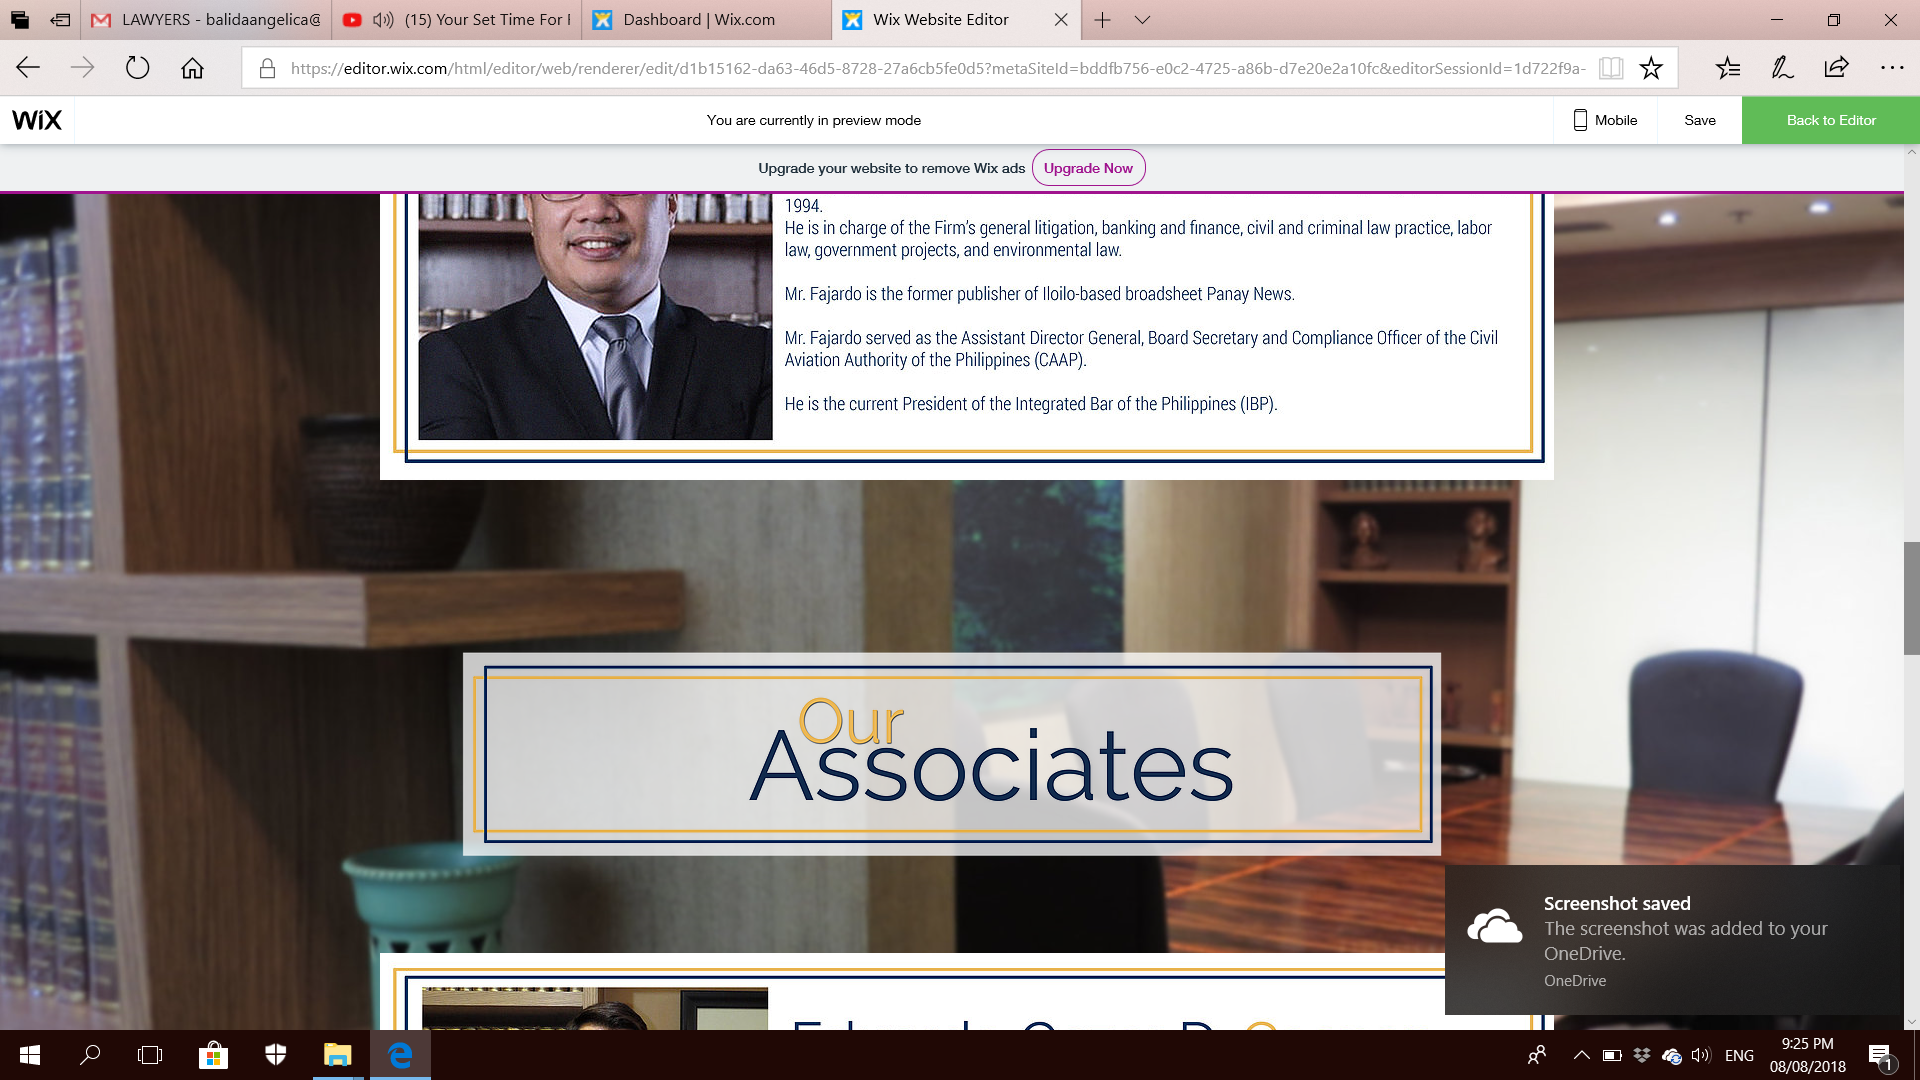 LAWYERS - balidaangelica@
(15) Your Set Time For
Dashboard | Wix.com
Wix Website Editor
https://editor.wix.com/html/editor/web/renderer/edit/d1b15162-da63-46d5-8728-27a6cb5fe0d5?metaSiteId=bddfb756-e0c2-4725-a86b-d7e20e2a10fc&editorSessionId=1d722f9a-
WiX
You are currently in preview mode
Mobile
Save
Back to Editor
Upgrade your website to remove Wix ads
Upgrade Now
1994.
He is in charge of the Firm's general litigation, banking and finance, civil and criminal law practice, labor
law, government projects, and environmental law.
Mr. Fajardo is the former publisher of Iloilo-based broadsheet Panay News.
Mr. Fajardo served as the Assistant Director General, Board Secretary and Compliance Officer of the Civil
Aviation Authority of the Philippines (CAAP).
He is the current President of the Integrated Bar of the Philippines (IBP).
Our
Associates
Screenshot saved
The screenshot was added to your
OneDrive.
OneDrive
ENG
9:25 PM
08/08/2018
1